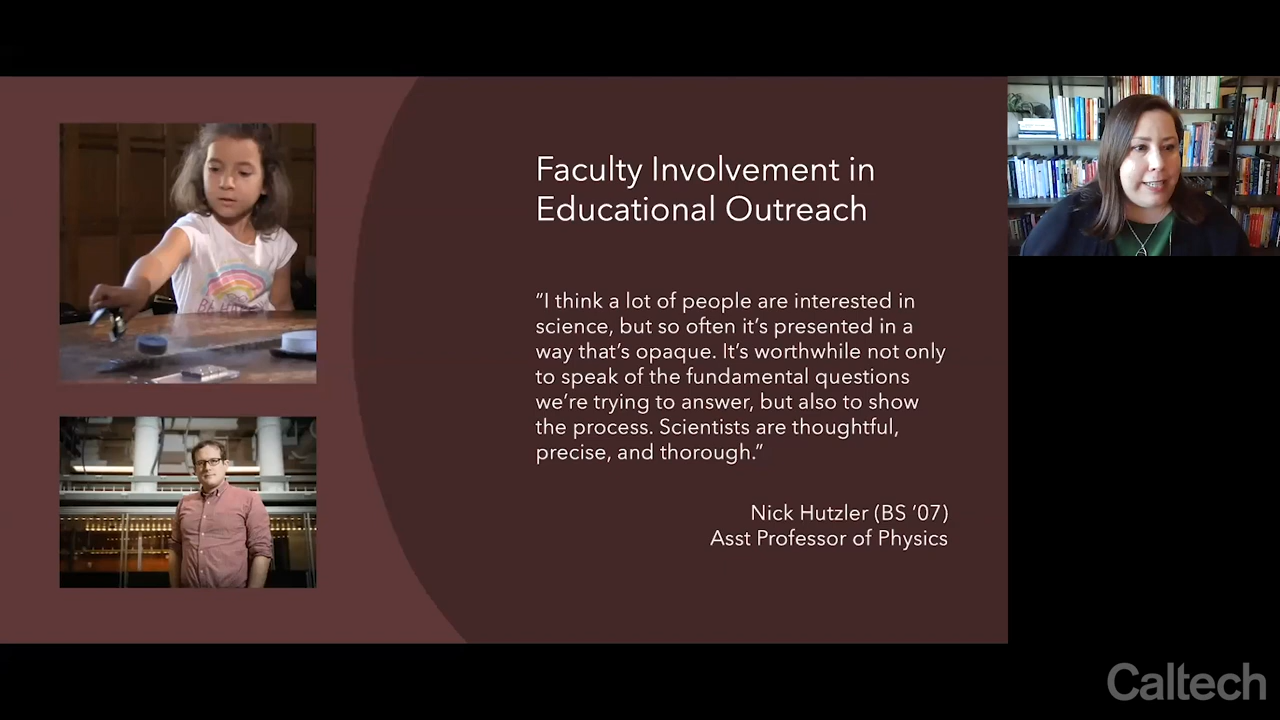 Faculty Involvement in
Educational Outreach
“I think a lot of people are interested in
science, but so often it’s presented in a
way that’s opaque. It’s worthwhile not only
to speak of the fundamental questions
we’re trying to answer, but also to show
the process. Scientists are thoughtful,
precise, and thorough.”
Nick Hutzler (BS ’07)
Asst Professor of Physics
Caltech